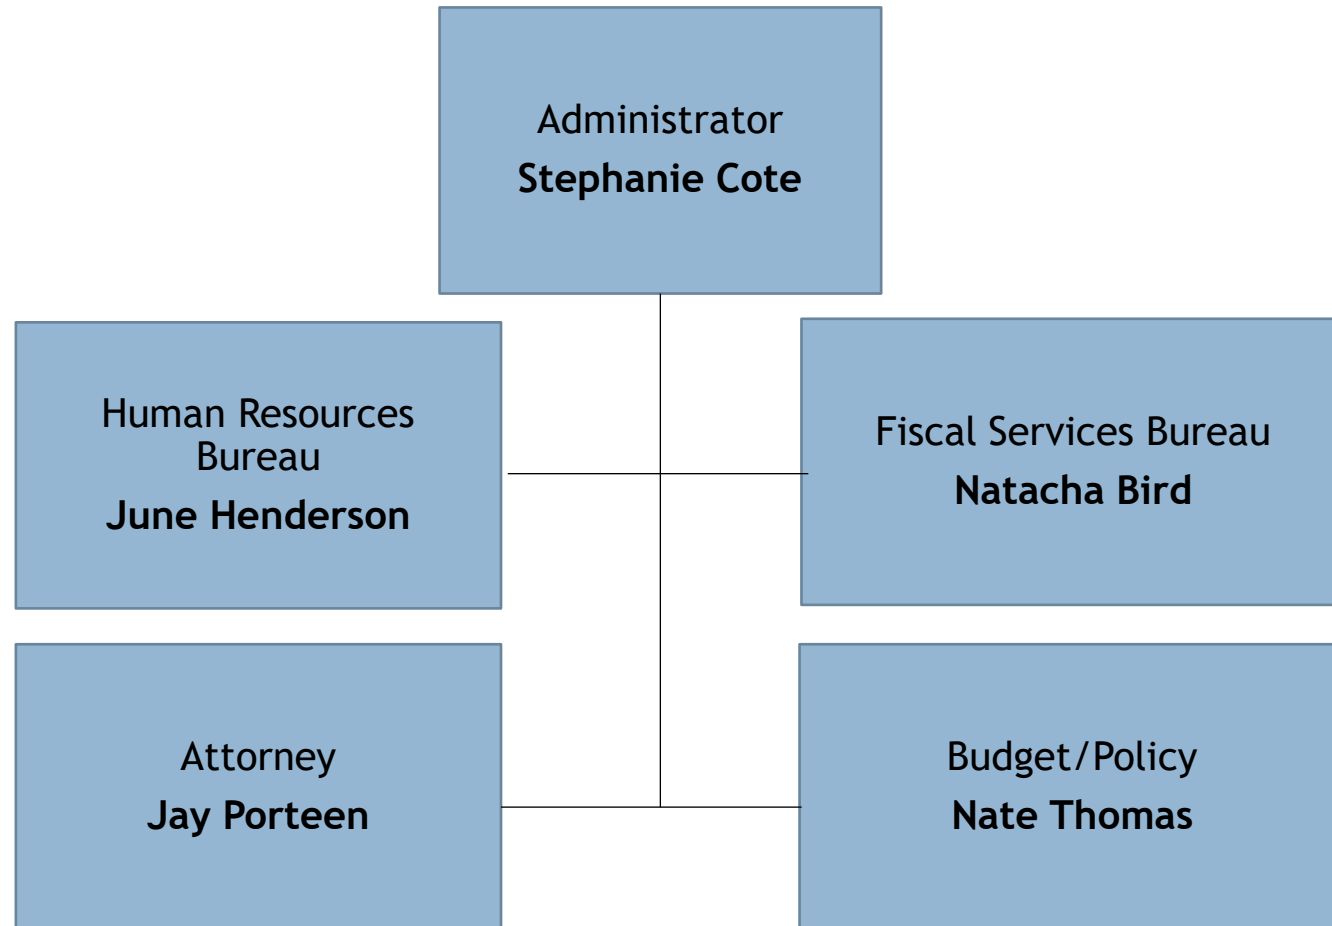 Administrator
Stephanie Cote
Human Resources
Bureau
June Henderson
Fiscal Services Bureau
Natacha Bird
Attorney
Jay Porteen
Budget/Policy
Nate Thomas